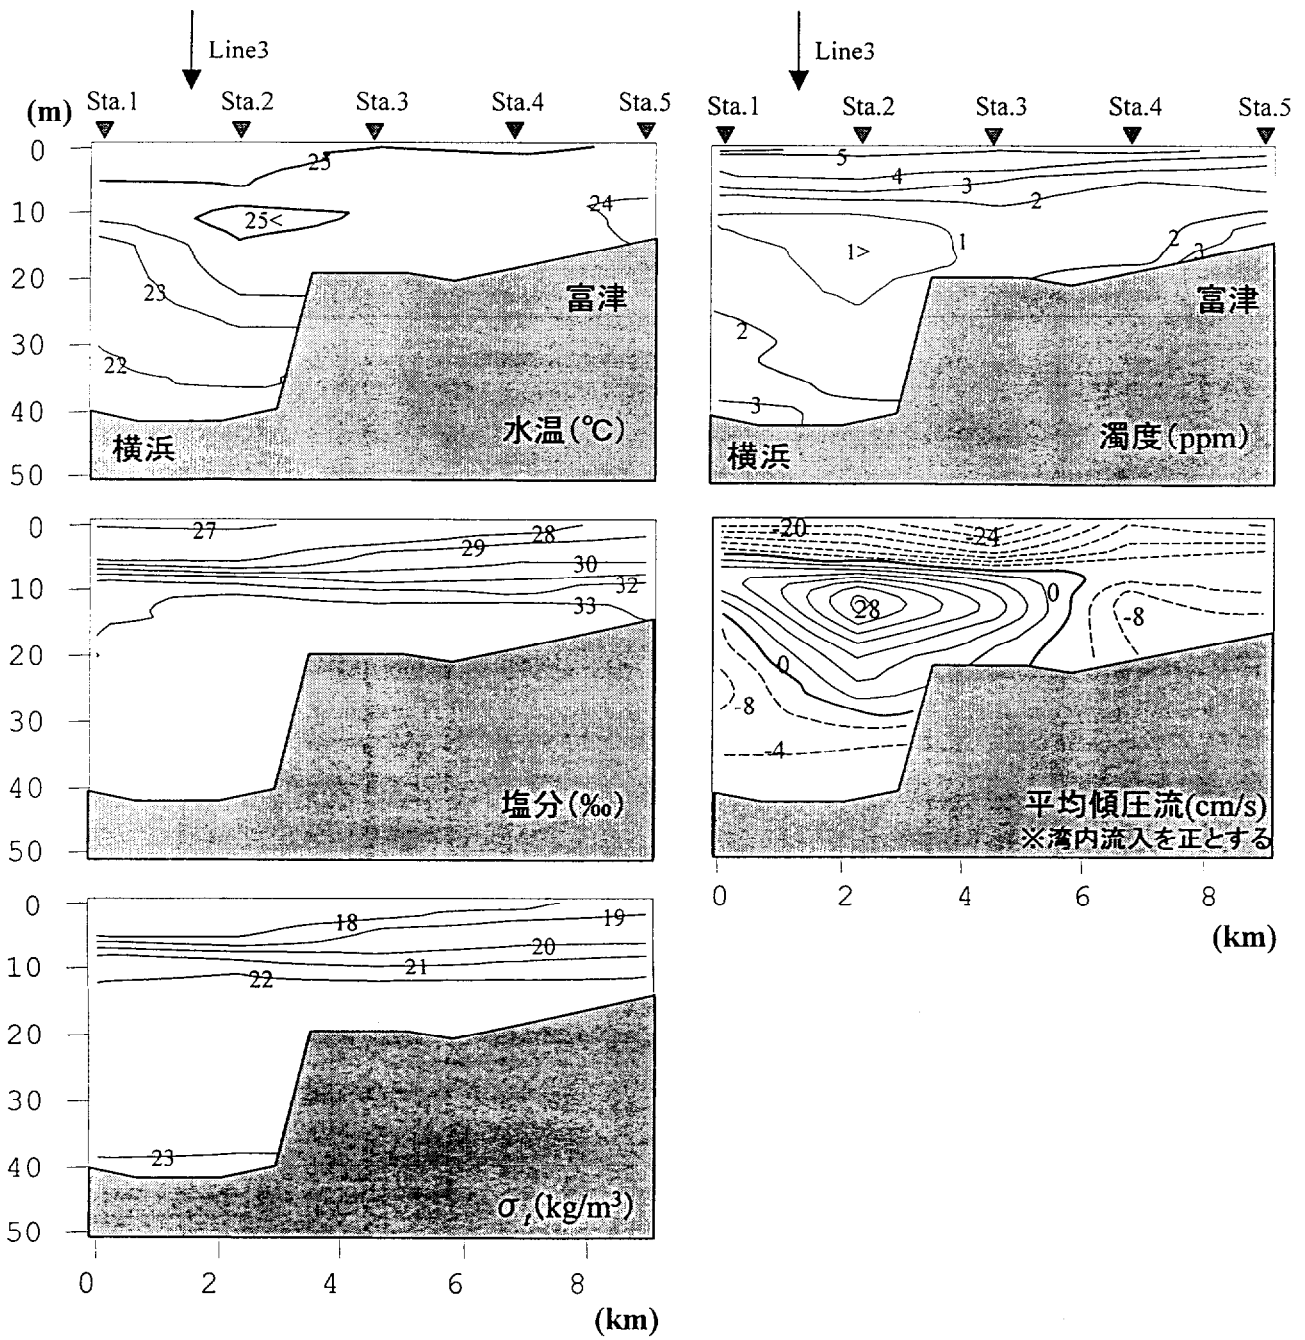 Line3
Line3
(m) Sta.1 Sta.2 Sta.3 Sta.4 Sta.5
Sta.1 Sta.2 Sta.3 Sta.4 Sta.5
0
10
20
30
40
50
25
25<
24
23
22
富津
横浜
水温(℃)
5
4
3
2
1
1>
2
3
2
3
富津
横浜
濁度(ppm)
0
10
20
30
40
50
27
28
29
30
32
33
塩分(‰)
-20
-24
28
0
0
-8
-8
-4
平均傾圧流(cm/s)
※湾内流入を正とする
0 2 4 6 8
(km)
0
10
20
30
40
50
18
19
20
21
22
23
σt(kg/m³)
0 2 4 6 8
(km)